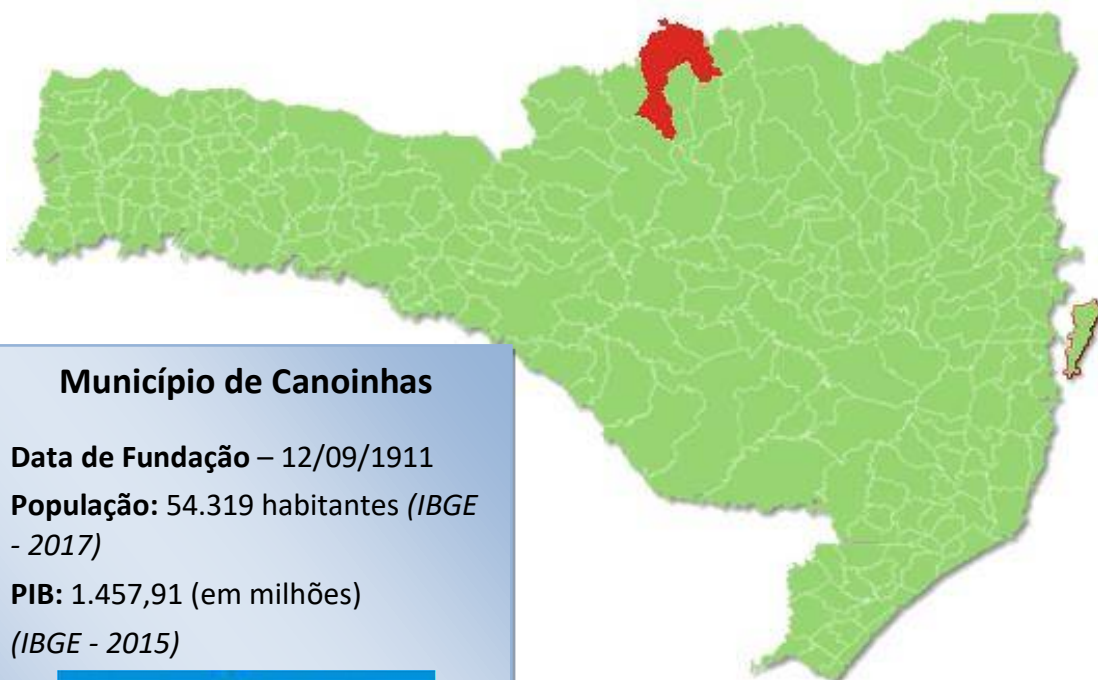 Município de Canoinhas
Data de Fundação – 12/09/1911
População: 54.319 habitantes (IBGE
- 2017)
PIB: 1.457,91 (em milhões)
(IBGE - 2015)